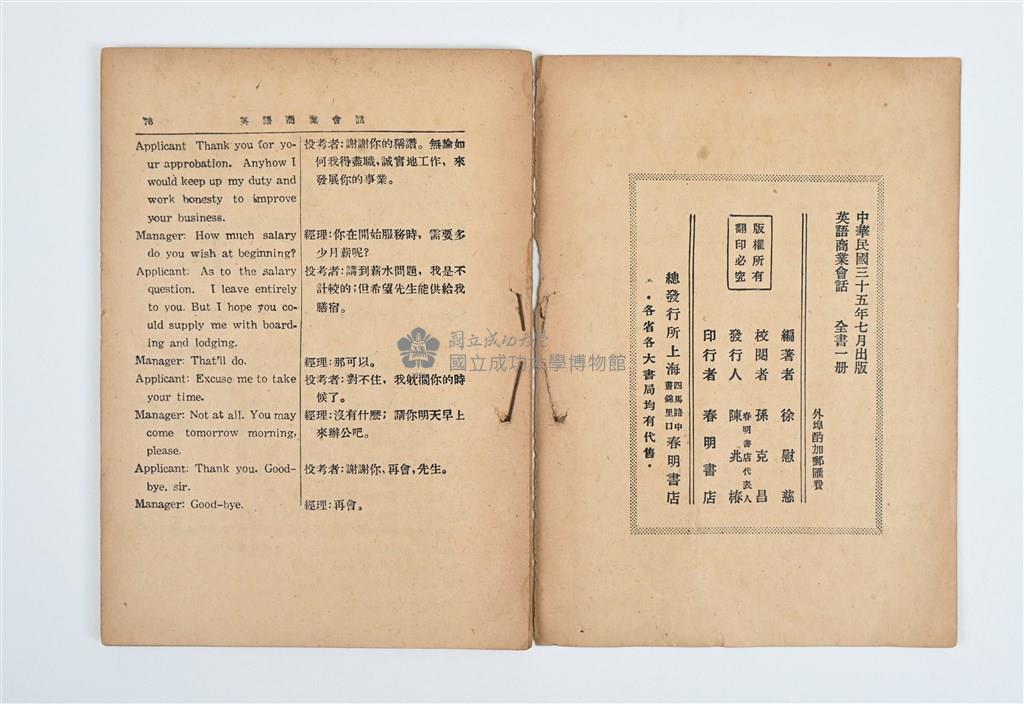 76 英語商業會話
Applicant Thank you for yo-
ur approbation. Anyhow I
would keep up my duty and
work honesty to improve
your business.
Manager: How much salary
do you wish at beginning?
Applicant: As to the salary
question. I leave entirely
to you. But I hope you co-
uld supply me with board-
ing and lodging.
Manager: That'll do.
Applicant: Excuse me to take
your time.
Manager: Not at all. You may
come tomorrow morning,
please.
Applicant: Thank you. Good-
bye, sir.
Manager: Good-bye.
投考者:謝謝你的稱讚。無論如
何我得盡職,誠實地工作、來
發展你的事業。
經理:你在開始服務時,需要多
少月薪呢?
投考者:講到薪水問題,我是不
計較的;但希望先生能供給我
膳宿。
經理:那可以。
投考者:對不住,我躭擱你的時
候了。
經理:沒有什麽;請你明天早上
來辦公吧。
投考者:謝謝你,再會,先生。
經理:再會。
中華民國三十五年七月出版
英語商業會話 全書一册
外埠酌加郵匯費
編著者 徐慰慈
校閱者 孫克昌
春明書店代表人
發行人 陳兆椿
印行者 春明書店
版權所有
翻印必究
總發行所上海四馬路中畫錦里口春明書店
·各省各大書局均有代售·
國立成功大學
國立成功大學博物館